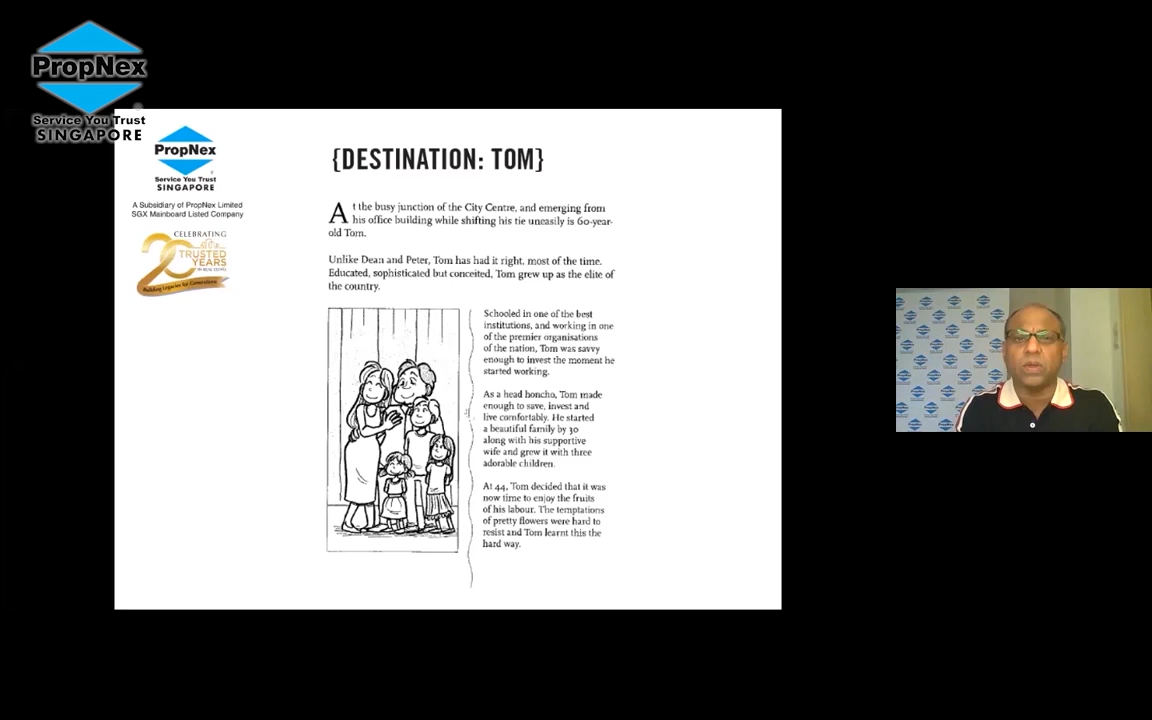 PropNex
Service You Trust
SINGAPORE
PropNex
Service You Trust
SINGAPORE
A Subsidiary of PropNex Limited
SGX Mainboard Listed Company
CELEBRATING
20
TRUSTED
YEARS
IN REAL ESTATE
Building Legacies for Generations
{DESTINATION: TOM}
At the busy junction of the City Centre, and emerging from
his office building while shifting his tie uneasily is 60-year-
old Tom.
Unlike Dean and Peter, Tom has had it right, most of the time.
Educated, sophisticated but conceited, Tom grew up as the elite of
the country.
Schooled in one of the best
institutions, and working in one
of the premier organisations
of the nation, Tom was savvy
enough to invest the moment he
started working.
As a head honcho, Tom made
enough to save, invest and
live comfortably. He started
a beautiful family by 30
along with his supportive
wife and grew it with three
adorable children.
At 44, Tom decided that it was
now time to enjoy the fruits
of his labour. The temptations
of pretty flowers were hard to
resist and Tom learnt this the
hard way.